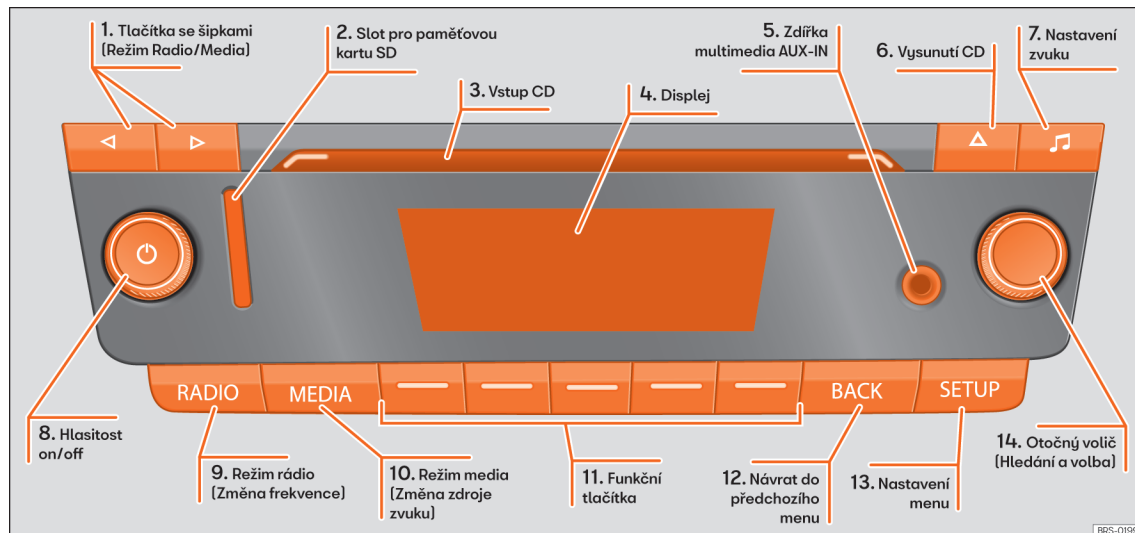 1. Tlačítka se šipkami
(Režim Radio/Media)
2. Slot pro paměťovou
kartu SD
3. Vstup CD
4. Displej
5. Zdířka
multimedia AUX-IN
6. Vysunutí CD
7. Nastavení
zvuku
RADIO
MEDIA
BACK
SETUP
8. Hlasitost
on/off
9. Režim rádio
(Změna frekvence)
10. Režim media
(Změna zdroje
zvuku)
11. Funkční
tlačítka
12. Návrat do
předchozího
menu
13. Nastavení
menu
14. Otočný volič
(Hledání a volba)
BRS-0199